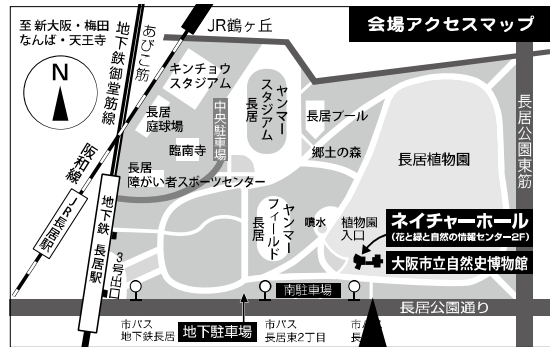 会場アクセスマップ
至 新大阪・梅田
なんば・天王寺
N
あびこ筋
地下鉄御堂筋線
JR鶴ヶ丘
キンチョウ
スタジアム
ヤンマー
スタジアム
長居
長居
庭球場
中央駐車場
長居プール
臨南寺
郷土の森
長居植物園
長居公園東筋
阪和線
長居
障がい者スポーツセンター
JR長居駅
地下鉄 長居駅
3号出口
ヤンマー
フィールド
長居
噴水
植物園
入口
ネイチャーホール
(花と緑と自然の情報センター2F)
大阪市立自然史博物館
南駐車場
長居公園通り
市バス
地下鉄長居
地下駐車場
市バス
長居東2丁目
市バ
長